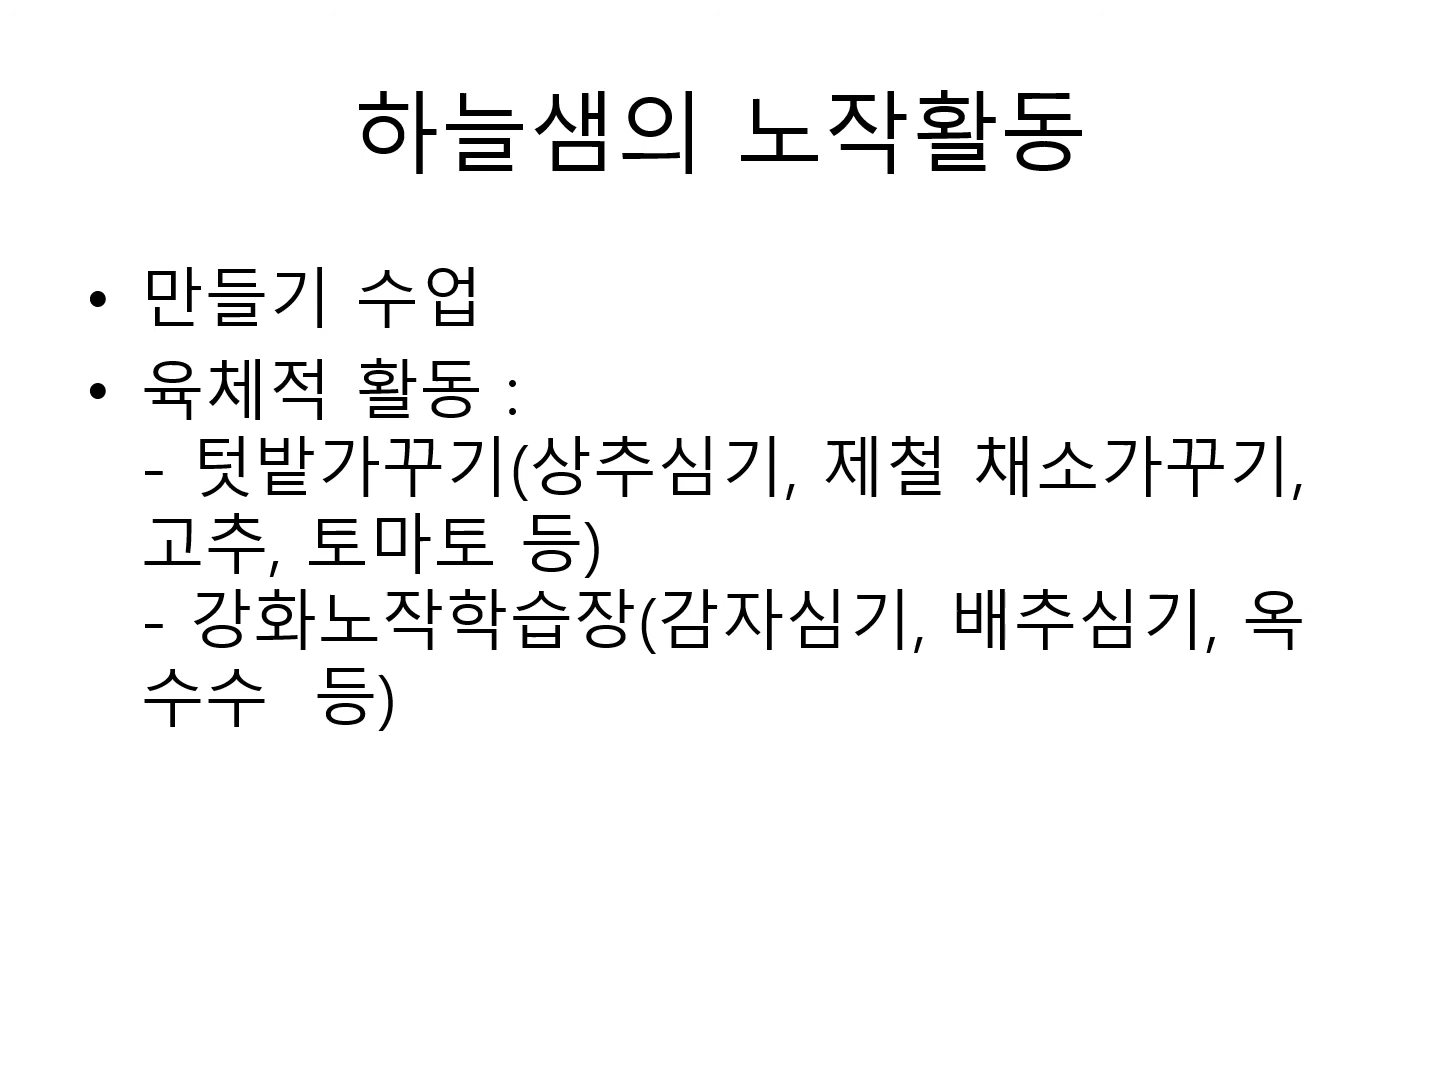 하늘샘의 노작활동
• 만들기 수업
• 육체적 활동 :
- 텃밭가꾸기(상추심기, 제철 채소가꾸기,
고추, 토마토 등)
- 강화노작학습장(감자심기, 배추심기, 옥
수수  등)